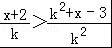 x+2/k > k²+x-3/k²